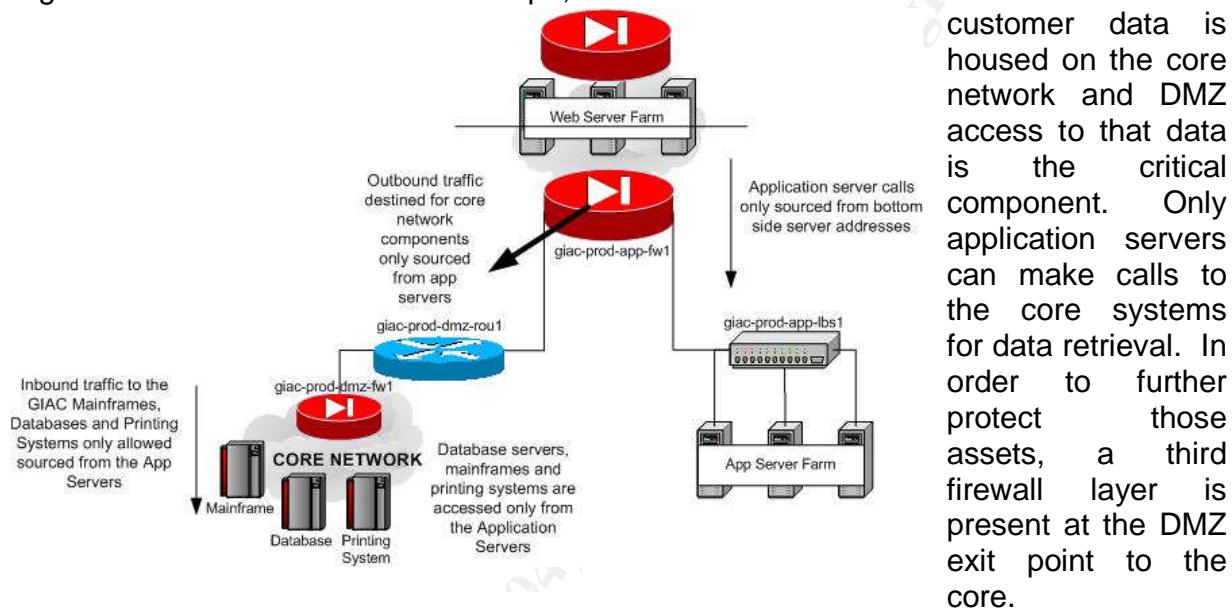 customer data is
housed on the core
network and DMZ
access to that data
is the critical
component. Only
application servers
can make calls to
the core systems
for data retrieval. In
order to further
protect those
assets, a third
firewall layer is
present at the DMZ
exit point to the
core.
Web Server Farm
Outbound traffic
destined for core
network
components
only sourced
from app
servers
giac-prod-app-fw1
Application server calls
only sourced from bottom
side server addresses
giac-prod-dmz-rou1
giac-prod-app-lbs1
giac-prod-dmz-fw1
Inbound traffic to the
GIAC Mainframes,
Databases and Printing
Systems only allowed
sourced from the App
Servers
CORE NETWORK
Mainframe
Database
Printing
System
Database servers,
mainframes and
printing systems are
accessed only from
the Application
Servers
App Server Farm